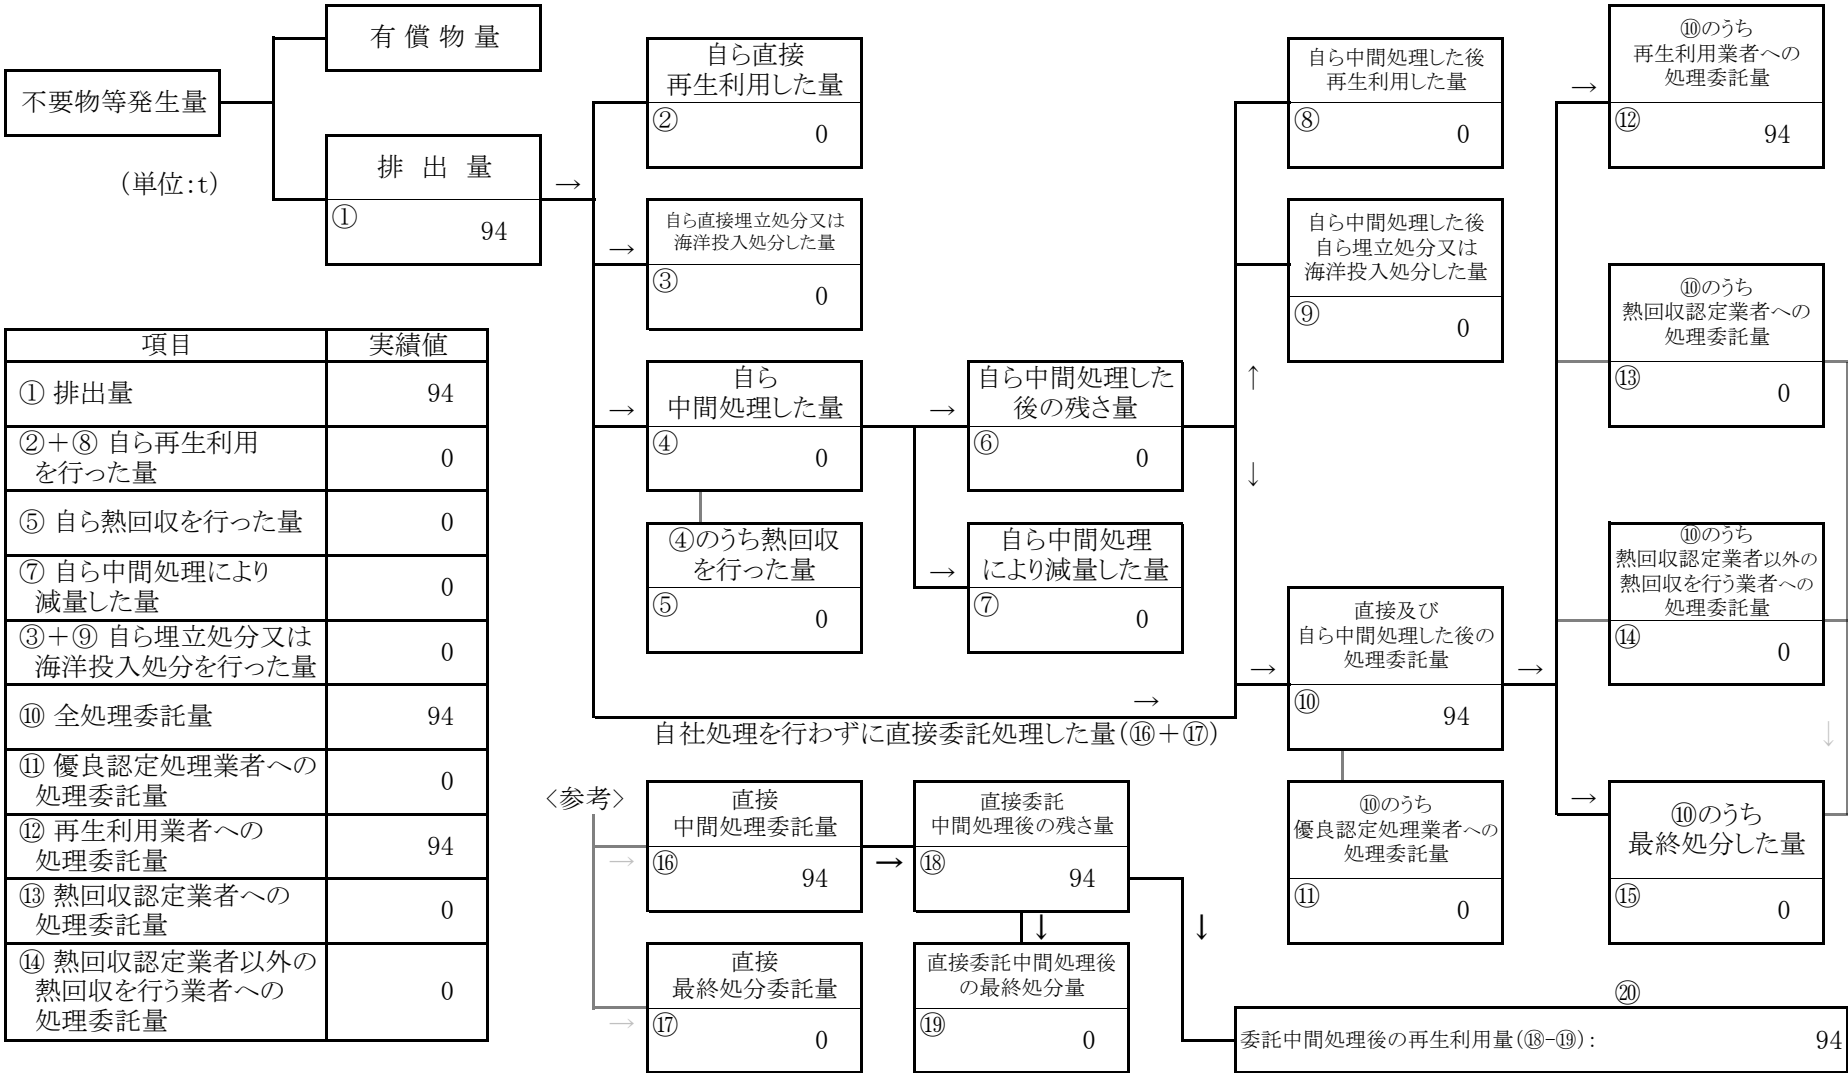 有 償 物 量
不要物等発生量
(単位:t)
排 出 量
①
94
→
自ら直接
再生利用した量
②
0
→
自ら直接埋立処分又は
海洋投入処分した量
③
0
→
自ら
中間処理した量
④
0
④のうち熱回収
を行った量
⑤
0
→
自ら中間処理した
後の残さ量
⑥
0
→
自ら中間処理
により減量した量
⑦
0
↑
↓
自ら中間処理した後
再生利用した量
⑧
0
自ら中間処理した後
自ら埋立処分又は
海洋投入処分した量
⑨
0
→
自社処理を行わずに直接委託処理した量(⑯+⑰)
→
直接及び
自ら中間処理した後の
処理委託量
⑩
94
→
⑩のうち
優良認定処理業者への
処理委託量
⑪
0
→
⑩のうち
再生利用業者への
処理委託量
⑫
94
⑩のうち
熱回収認定業者への
処理委託量
⑬
0
⑩のうち
熱回収認定業者以外の
熱回収を行う業者への
処理委託量
⑭
0
↓
→
⑩のうち
最終処分した量
⑮
0
項目 実績値
① 排出量 94
②+⑧ 自ら再生利用
を行った量 0
⑤ 自ら熱回収を行った量 0
⑦ 自ら中間処理により
減量した量 0
③+⑨ 自ら埋立処分又は
海洋投入処分を行った量 0
⑩ 全処理委託量 94
⑪ 優良認定処理業者への
処理委託量 0
⑫ 再生利用業者への
処理委託量 94
⑬ 熱回収認定業者への
処理委託量 0
⑭ 熱回収認定業者以外の
熱回収を行う業者への
処理委託量 0
<参考>
→
直接
中間処理委託量
⑯
94
→
直接委託
中間処理後の残さ量
⑱
94
↓
↓
→
直接
最終処分委託量
⑰
0
直接委託中間処理後
の最終処分量
⑲
0
⑳
委託中間処理後の再生利用量(⑱-⑲): 94